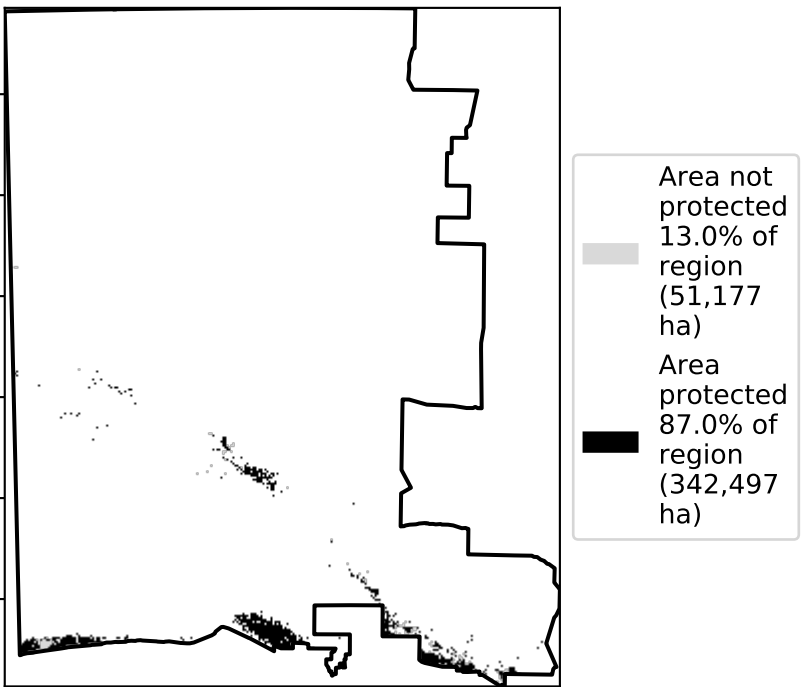 Area not
protected
13.0% of
region
(51,177
ha)
Area
protected
87.0% of
region
(342,497
ha)